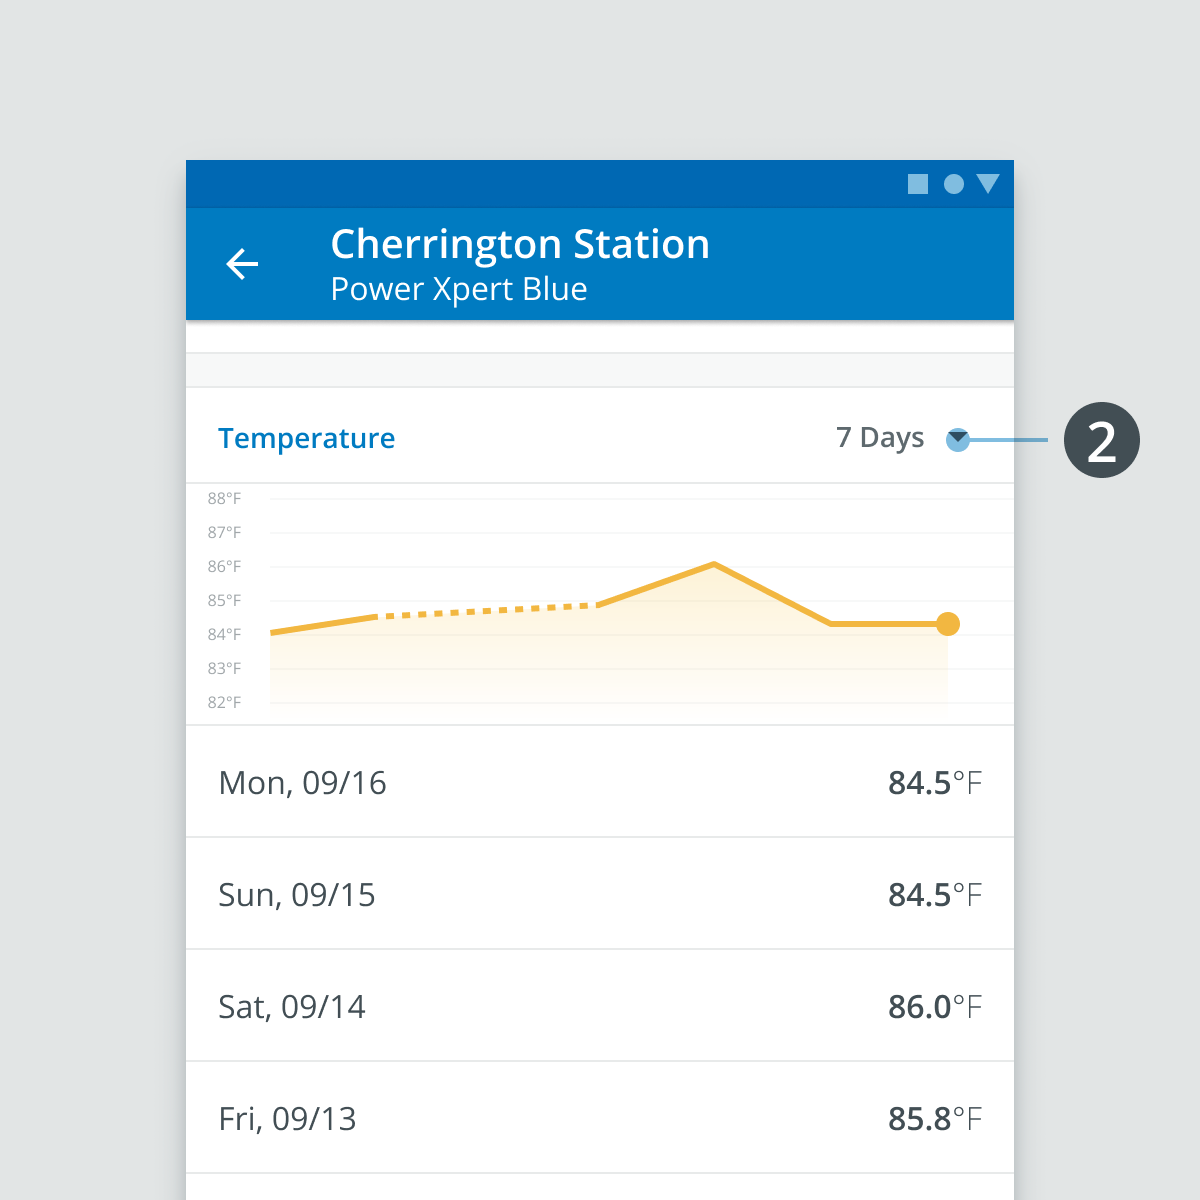 Cherrington Station
Power Xpert Blue
Temperature
7 Days
2
88°F
87°F
86°F
85°F
84°F
83°F
82°F
Mon, 09/16
84.5°F
Sun, 09/15
84.5°F
Sat, 09/14
86.0°F
Fri, 09/13
85.8°F